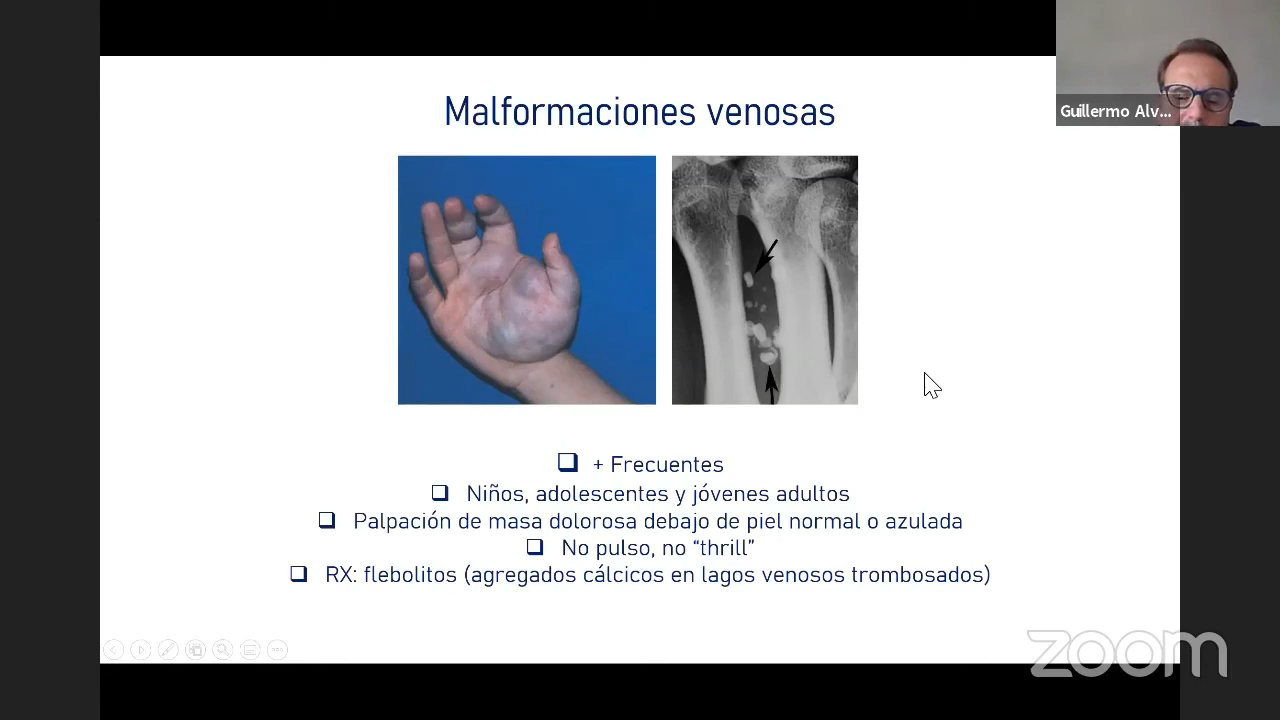 Guillermo Alv...
Malformaciones venosas
❑ + Frecuentes
❑ Niños, adolescentes y jóvenes adultos
❑ Palpación de masa dolorosa debajo de piel normal o azulada
❑ No pulso, no “thrill”
❑ RX: flebolitos (agregados cálcicos en lagos venosos trombosados)
zoom